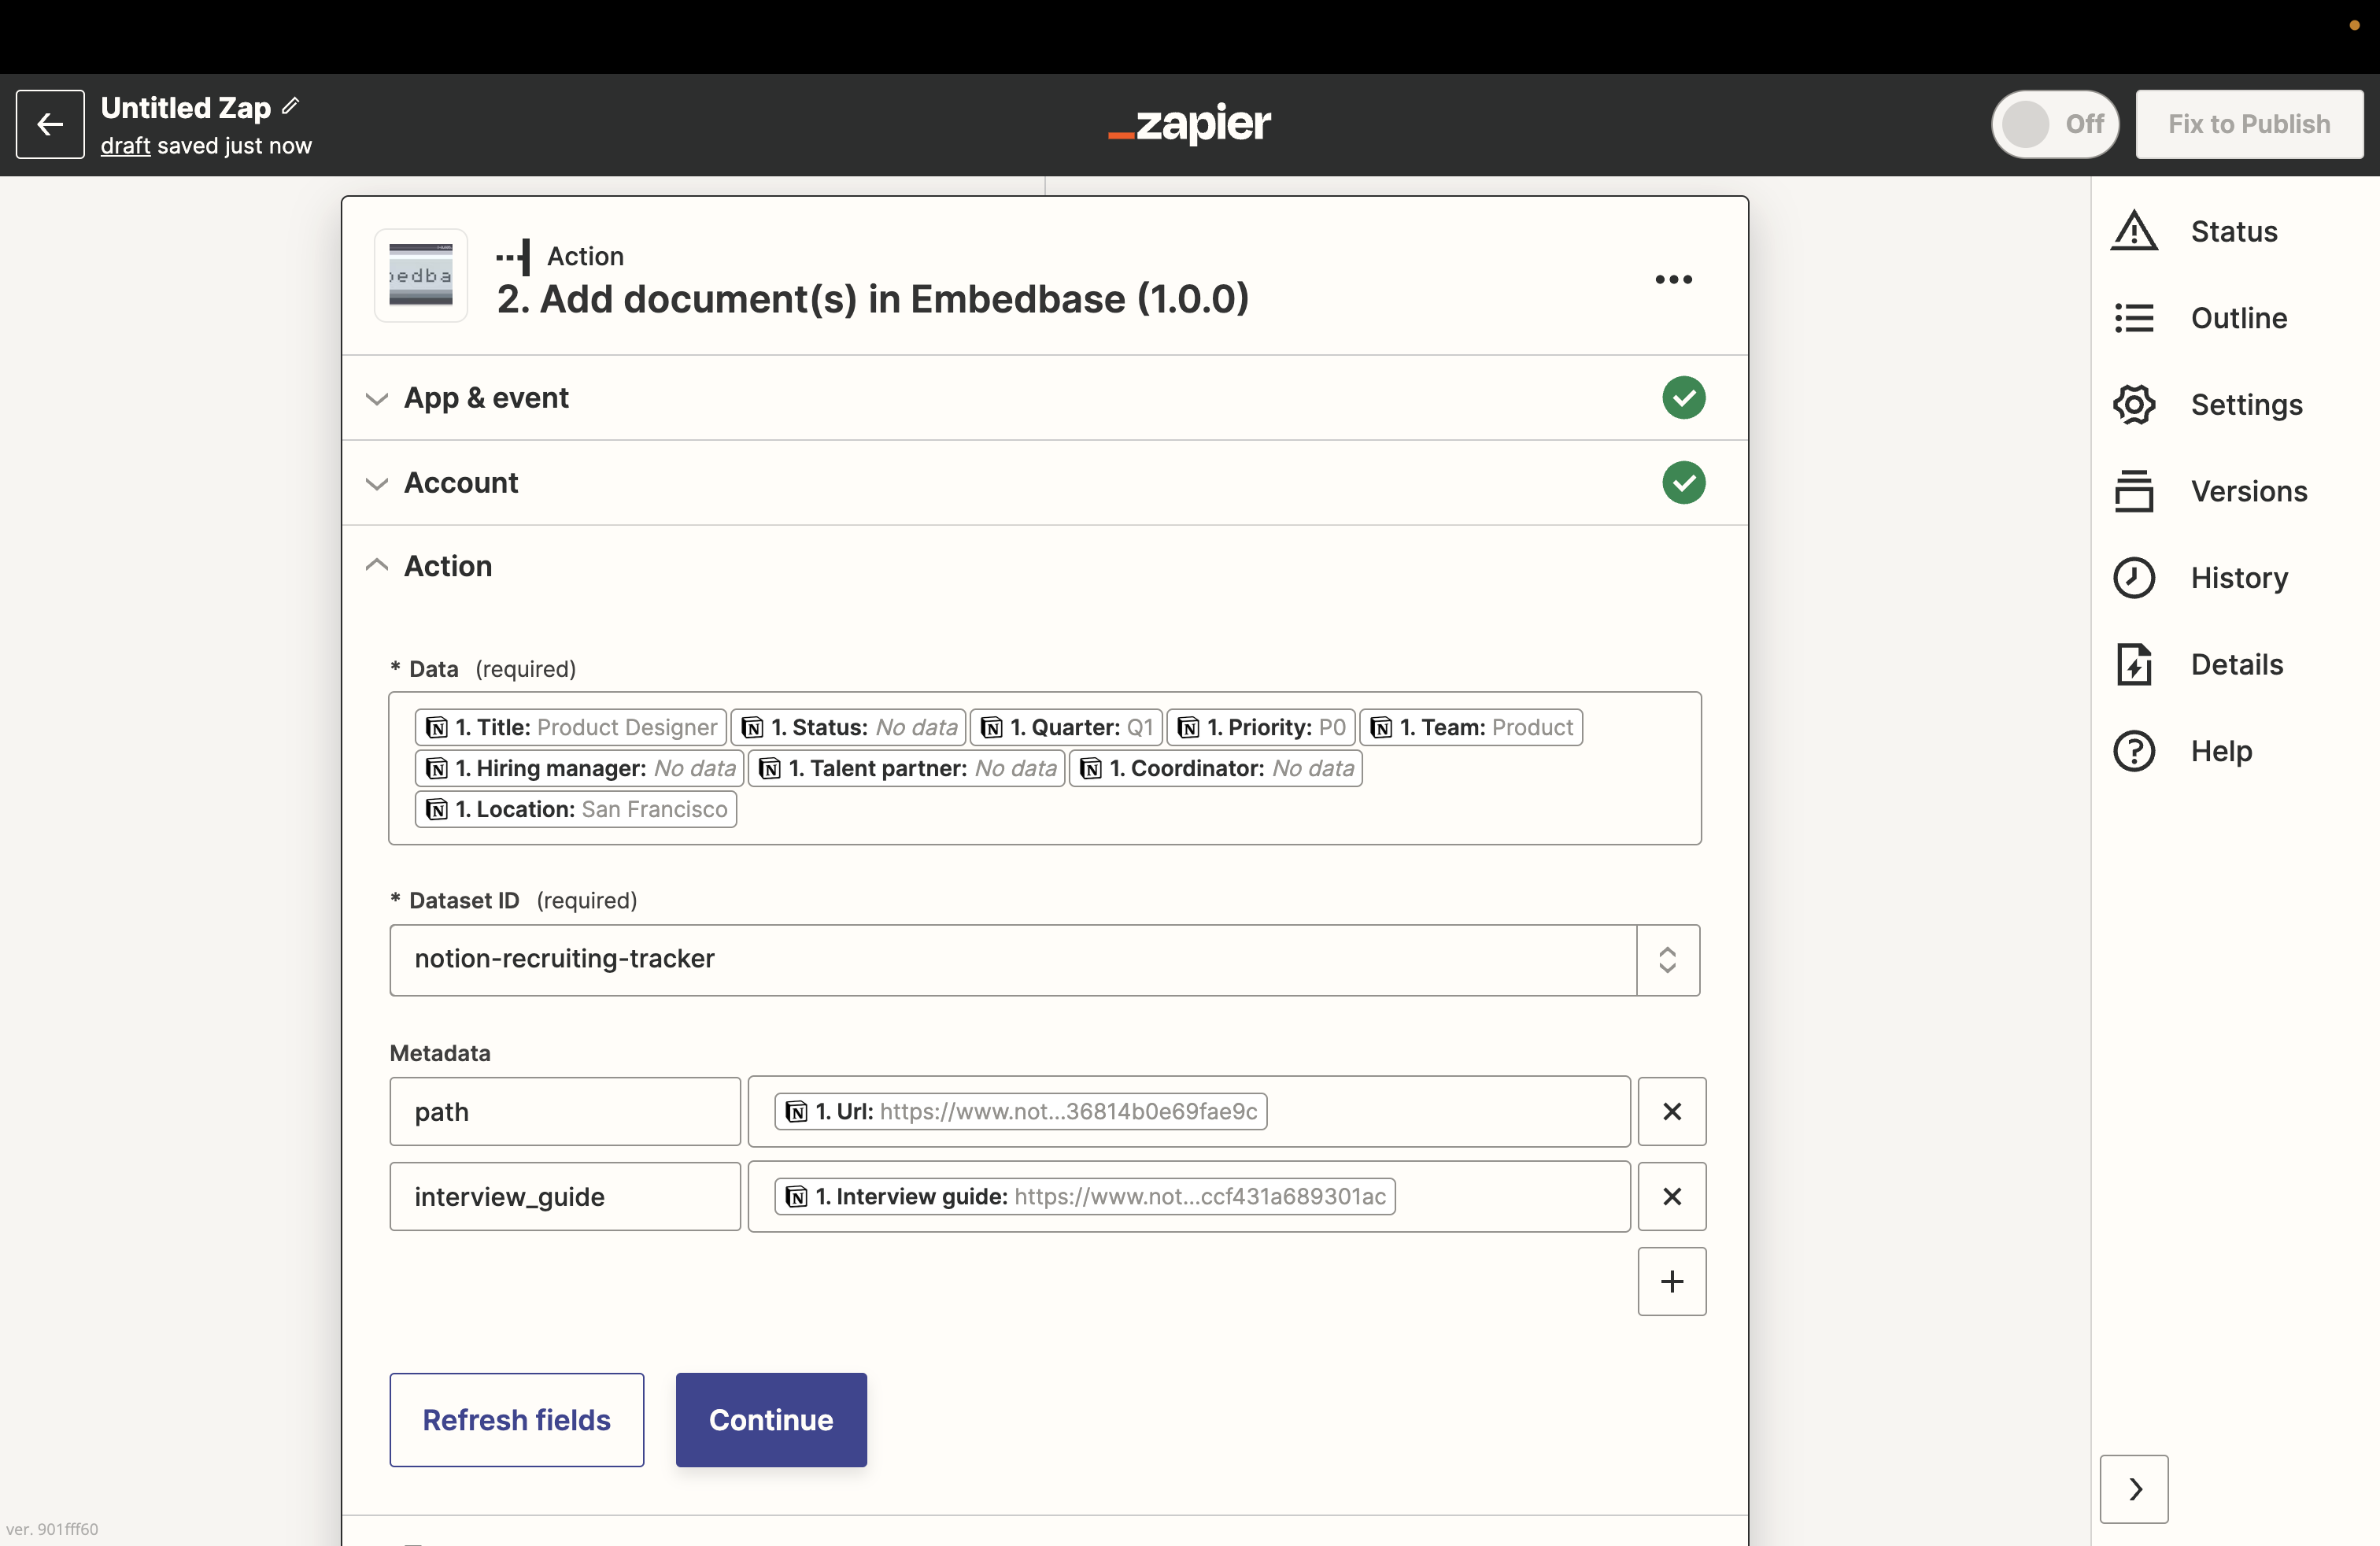 Untitled Zap
draft saved just now
zapier
Off
Fix to Publish
edba
Action
2. Add document(s) in Embedbase (1.0.0)
App & event
Account
Action
* Data (required)
1. Title: Product Designer 1. Status: No data 1. Quarter: Q1 1. Priority: P0 1. Team: Product
1. Hiring manager: No data 1. Talent partner: No data 1. Coordinator: No data
1. Location: San Francisco
* Dataset ID (required)
notion-recruiting-tracker
Metadata
path
1. Url: https://www.not...36814b0e69fae9c
interview_guide
1. Interview guide: https://www.not...ccf431a689301ac
Refresh fields
Continue
Status
Outline
Settings
Versions
History
Details
Help
ver. 901fff60